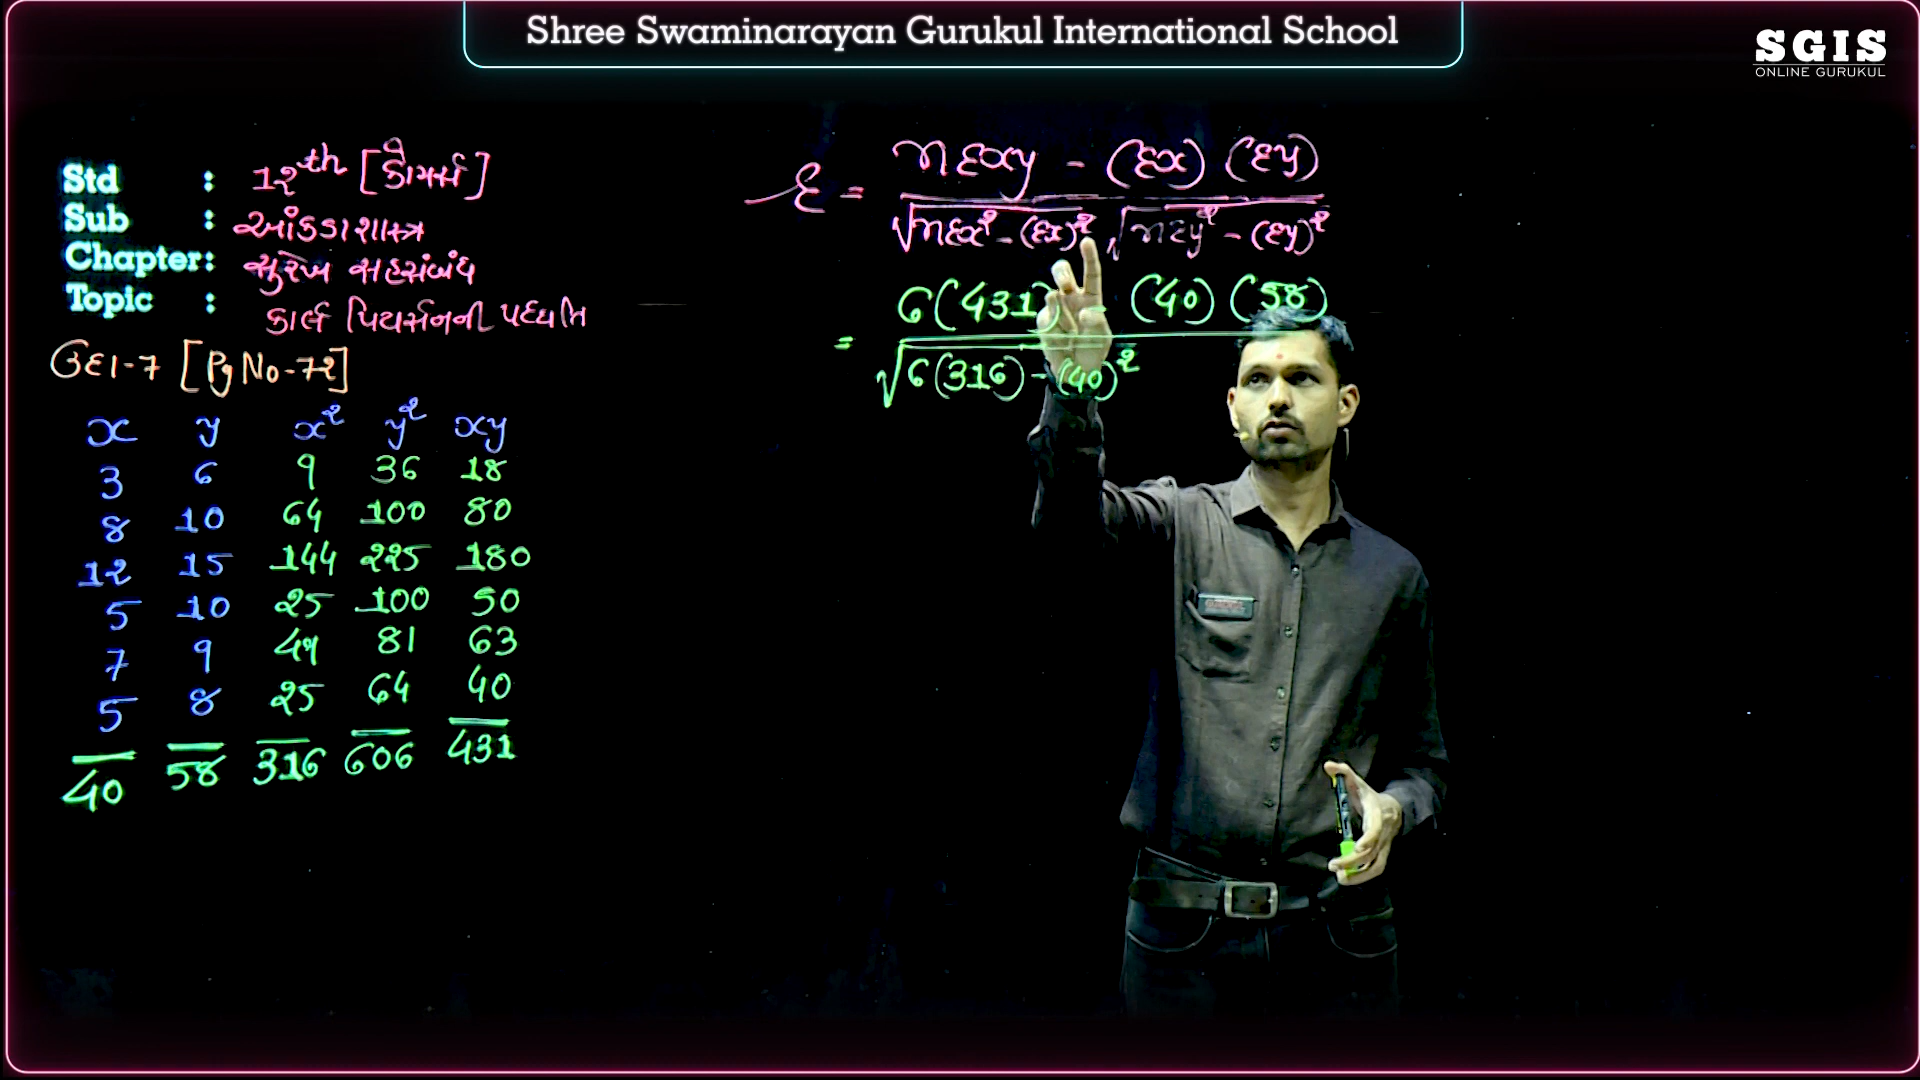 Shree Swaminarayan Gurukul International School
SGIS
ONLINE GURUKUL
Std : 12th [કૉમર્સ]
Sub : આંકડાશાસ્ત્ર
Chapter : સુરેખ સહસંબંધ
Topic : કાર્લ પિયર્સનની પદ્ધતિ
ઉદા-7 [Pg No-72]
x y x² y² xy
3 6 9 36 18
8 10 64 100 80
12 15 144 225 180
5 10 25 100 50
7 9 49 81 63
5 8 25 64 40
40 58 316 606 431
r = nΣxy - (Σx) (Σy)
√nΣx² - (Σx)² √nΣy² - (Σy)²
= 6(431) - (40) (58)
√6(316) - (40)²